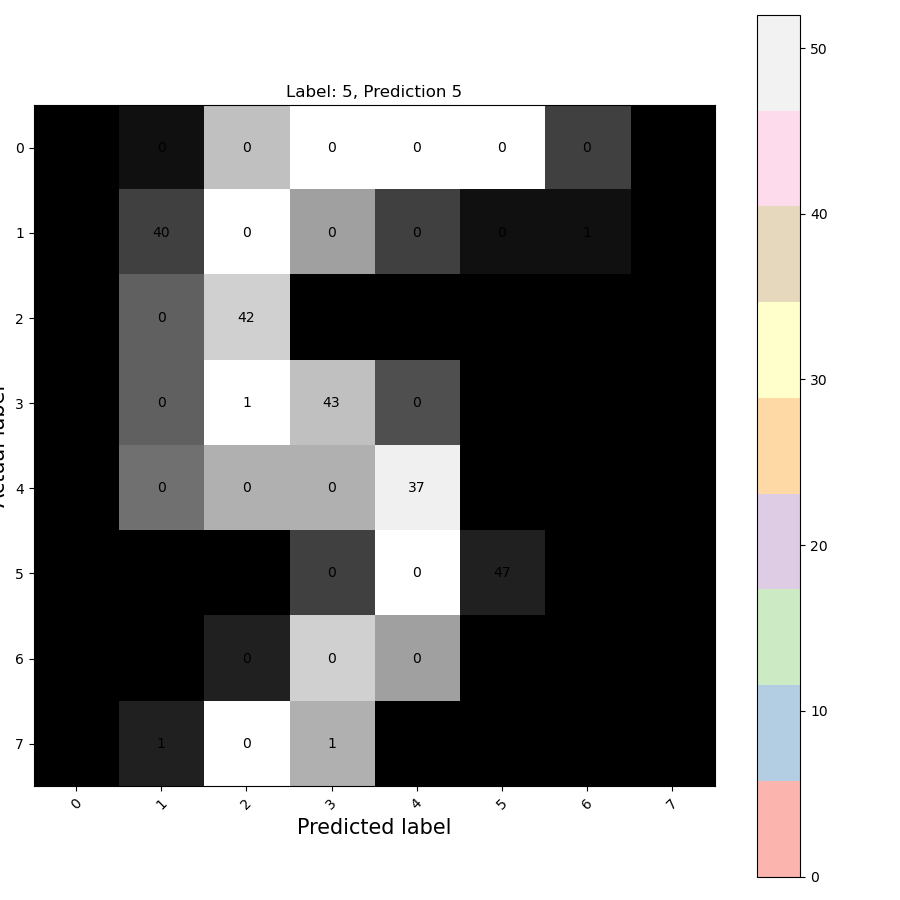 Label: 5, Prediction 5
0 0 0 0 0 0 0
1 40 0 0 0 0 1
2 0 42
3 0 1 43 0
4 0 0 0 37
5 0 0 47
6 0 0 0
7 1 0 1
0 1 2 3 4 5 6 7
Predicted label
Actual label
50
40
30
20
10
0